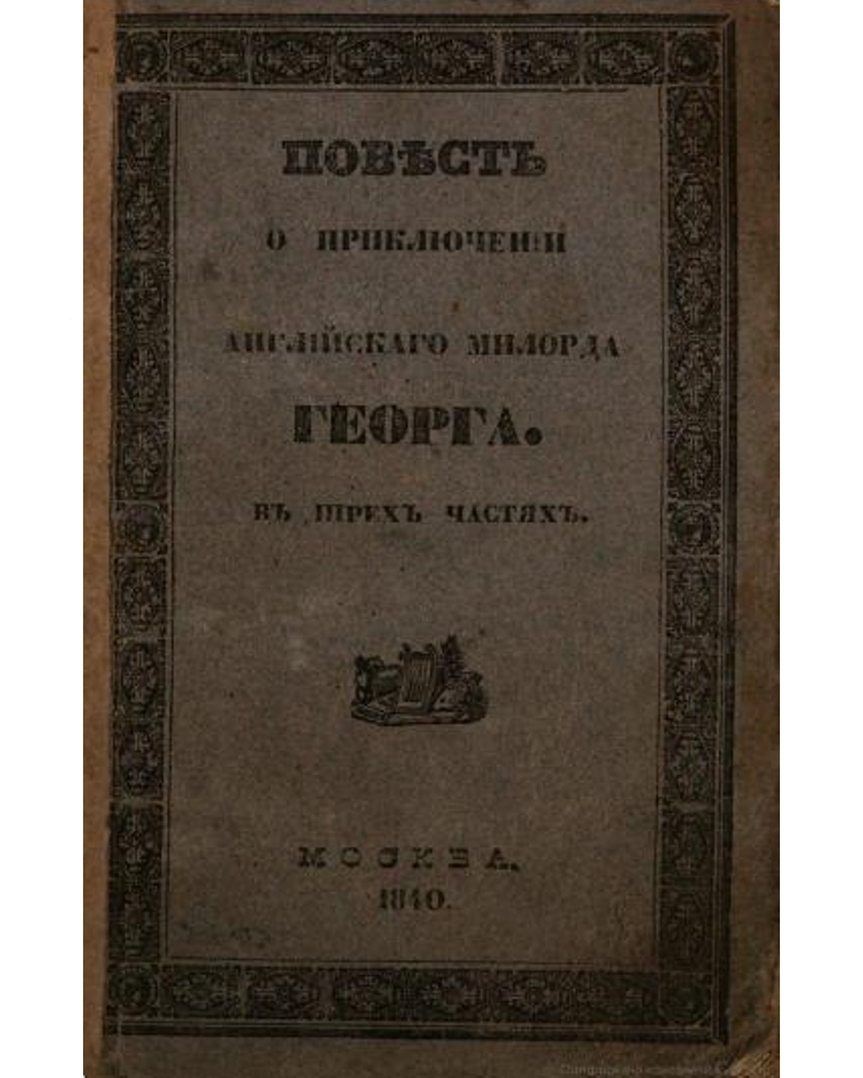 ПОВѢСТЬ
О ПРИКЛЮЧЕНІИ
АНГЛІЙСКАГО МИЛОРДА
ГЕОРГА.
ВЪ ТРЕХЪ ЧАСТЯХЪ.
МОСКВА.
1840.